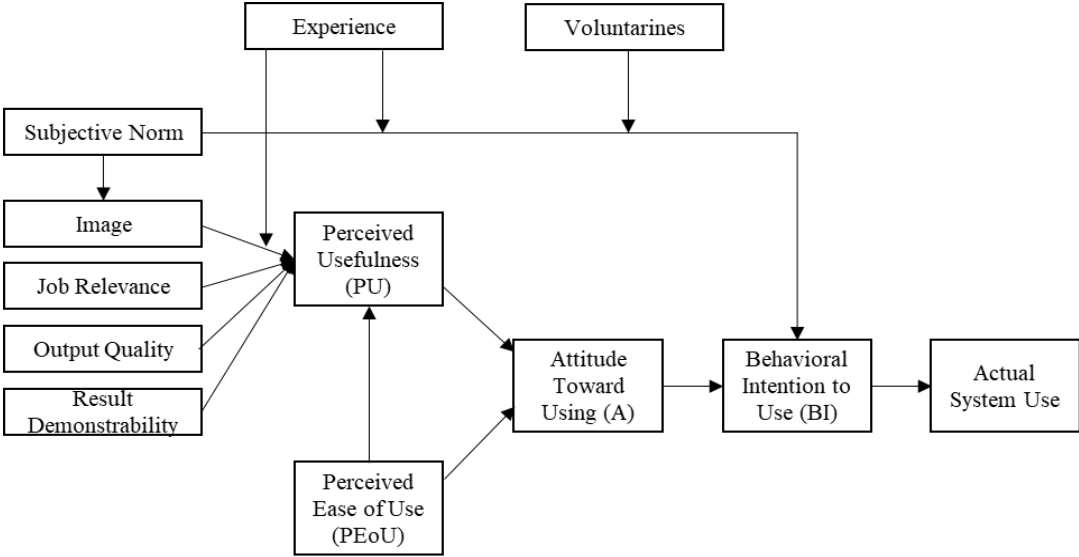 Experience
Voluntarines
Subjective Norm
Image
Job Relevance
Output Quality
Result
Demonstrability
Perceived
Usefulness
(PU)
Perceived
Ease of Use
(PEoU)
Attitude
Toward
Using (A)
Behavioral
Intention to
Use (BI)
Actual
System Use